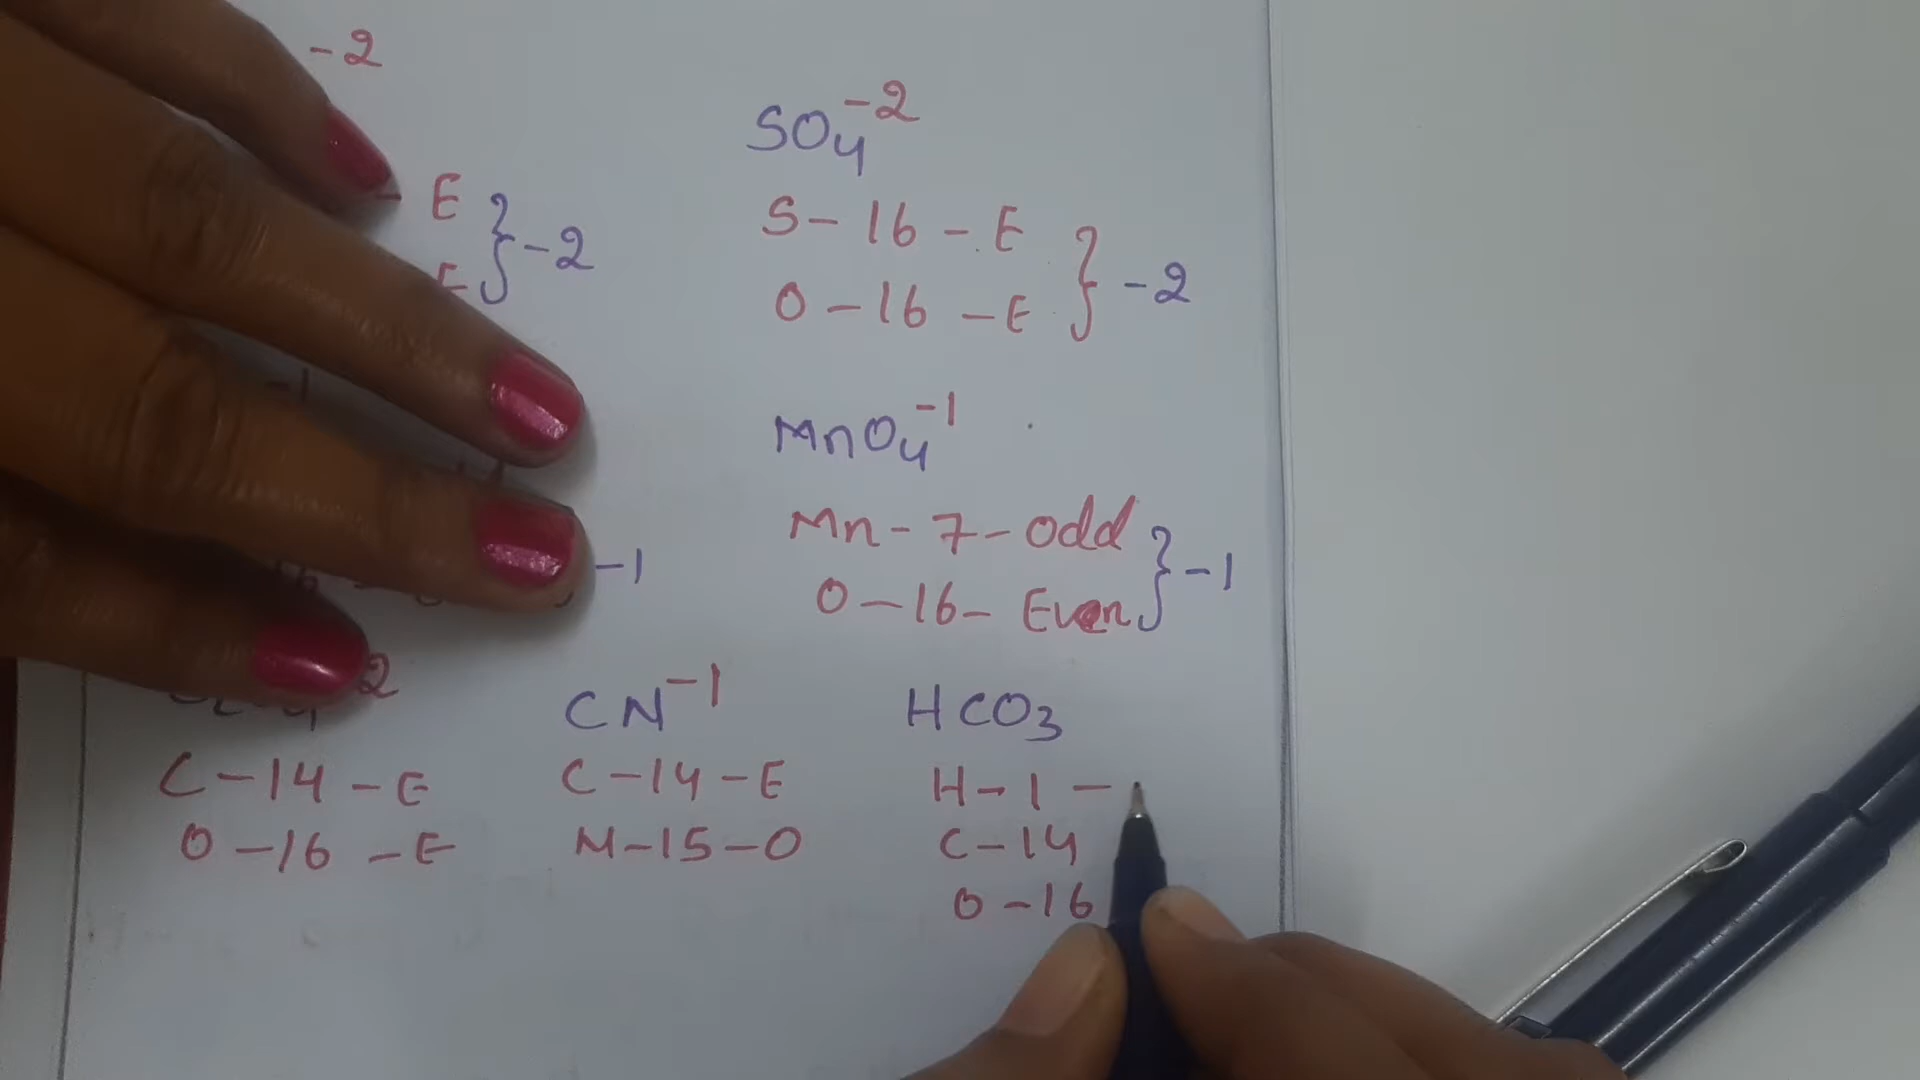 -2
E
E } -2
-1
SO4-2
S - 16 - E
O - 16 - E } -2
MnO4-1
Mn - 7 - Odd
O - 16 - Even } -1
2
C - 14 - E
O - 16 - E
CN-1
C - 14 - E
N - 15 - O
HCO3
H - 1 -
C - 14
O - 16